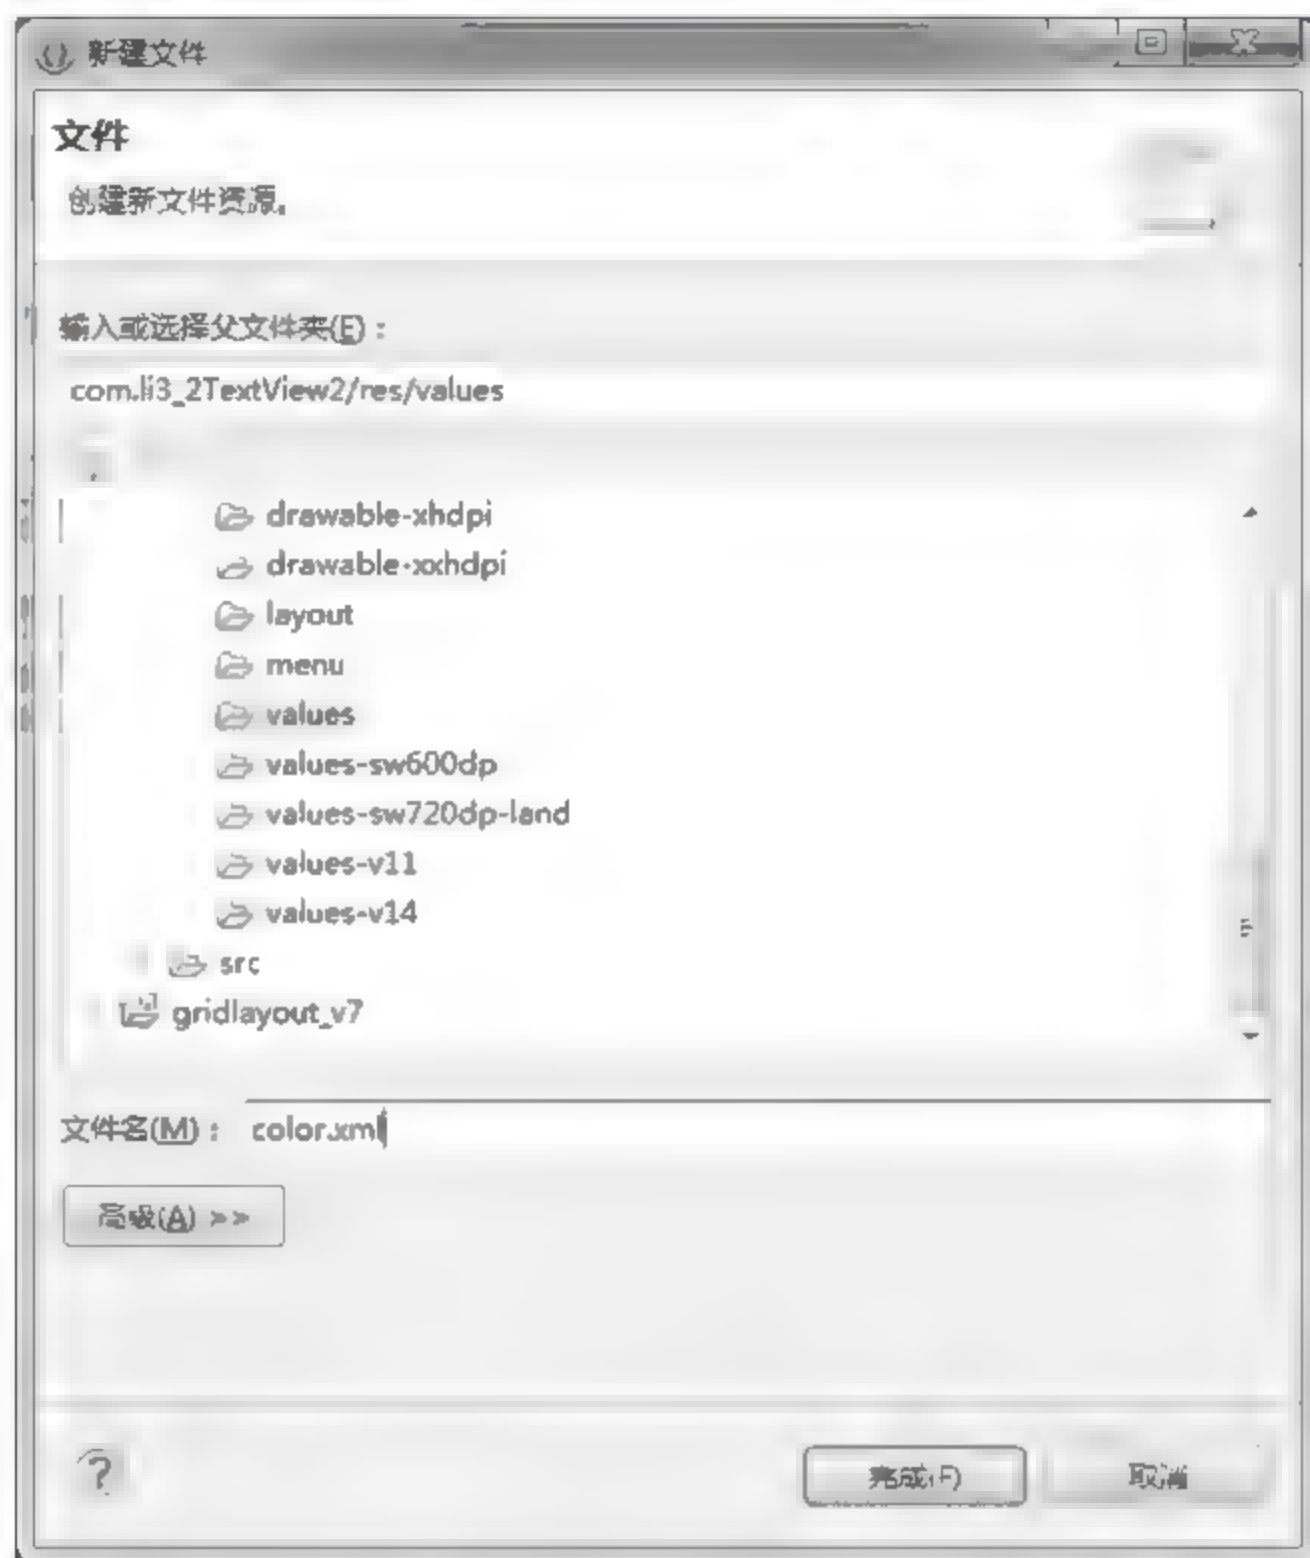 新建文件
文件
创建新文件资源。
输入或选择父文件夹(E)：
com.li3_2TextView2/res/values
drawable-xhdpi
drawable-xxhdpi
layout
menu
values
values-sw600dp
values-sw720dp-land
values-v11
values-v14
src
gridlayout_v7
文件名(M)： color.xml
高级(A) >>
?
完成(F) 取消